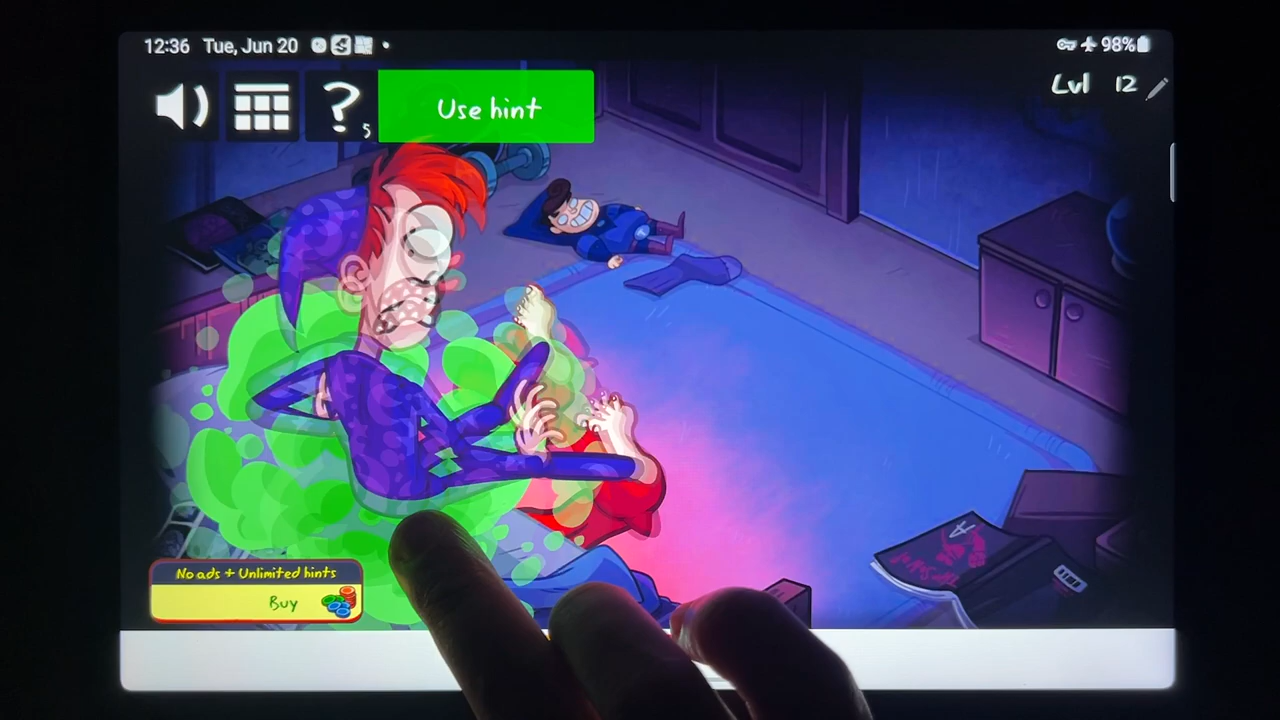 12:36 Tue, Jun 20
98%
Use hint
5
Lvl 12
No ads + Unlimited hints
Buy